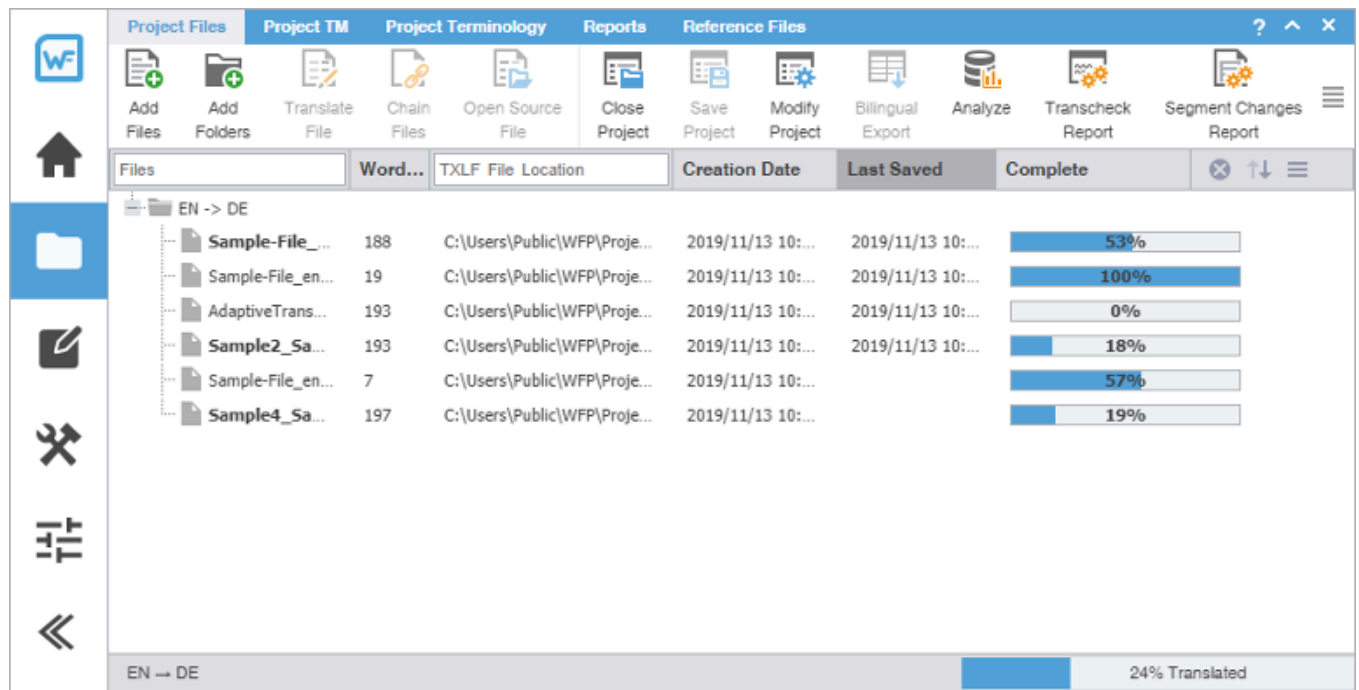 Project Files Project TM Project Terminology Reports Reference Files ?
WF
Add Files
Add Folders
Translate File
Chain Files
Open Source File
Close Project
Save Project
Modify Project
Bilingual Export
Analyze
Transcheck Report
Segment Changes Report
Files Word... TXLF File Location Creation Date Last Saved Complete
EN -> DE
Sample-File_... 188 C:\Users\Public\WFP\Proje... 2019/11/13 10:... 2019/11/13 10:... 53%
Sample-File_en... 19 C:\Users\Public\WFP\Proje... 2019/11/13 10:... 2019/11/13 10:... 100%
AdaptiveTrans... 193 C:\Users\Public\WFP\Proje... 2019/11/13 10:... 2019/11/13 10:... 0%
Sample2_Sa... 193 C:\Users\Public\WFP\Proje... 2019/11/13 10:... 2019/11/13 10:... 18%
Sample-File_en... 7 C:\Users\Public\WFP\Proje... 2019/11/13 10:... 57%
Sample4_Sa... 197 C:\Users\Public\WFP\Proje... 2019/11/13 10:... 19%
EN → DE 24% Translated